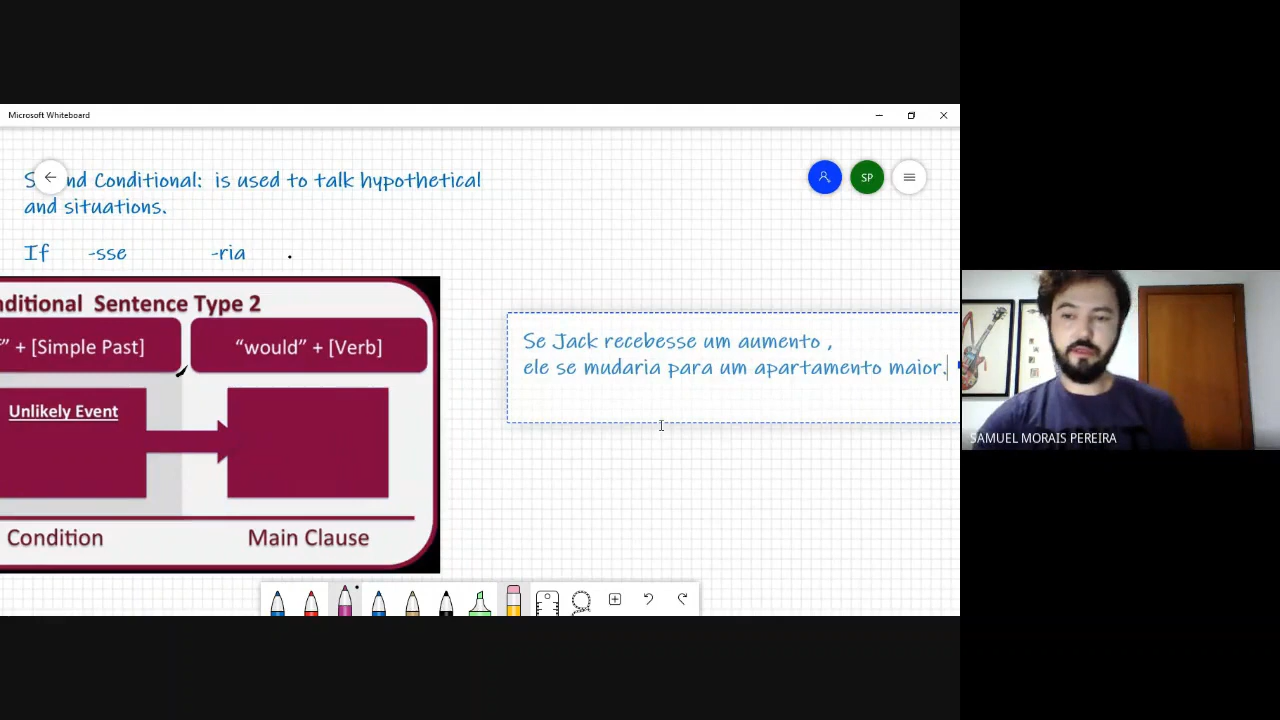 Microsoft Whiteboard
nd Conditional: is used to talk hypothetical
and situations.
SP
If -sse -ria .
nditional Sentence Type 2
" + [Simple Past]
"would" + [Verb]
Se Jack recebesse um aumento ,
ele se mudaria para um apartamento maior.
Unlikely Event
SAMUEL MORAIS PEREIRA
Condition
Main Clause